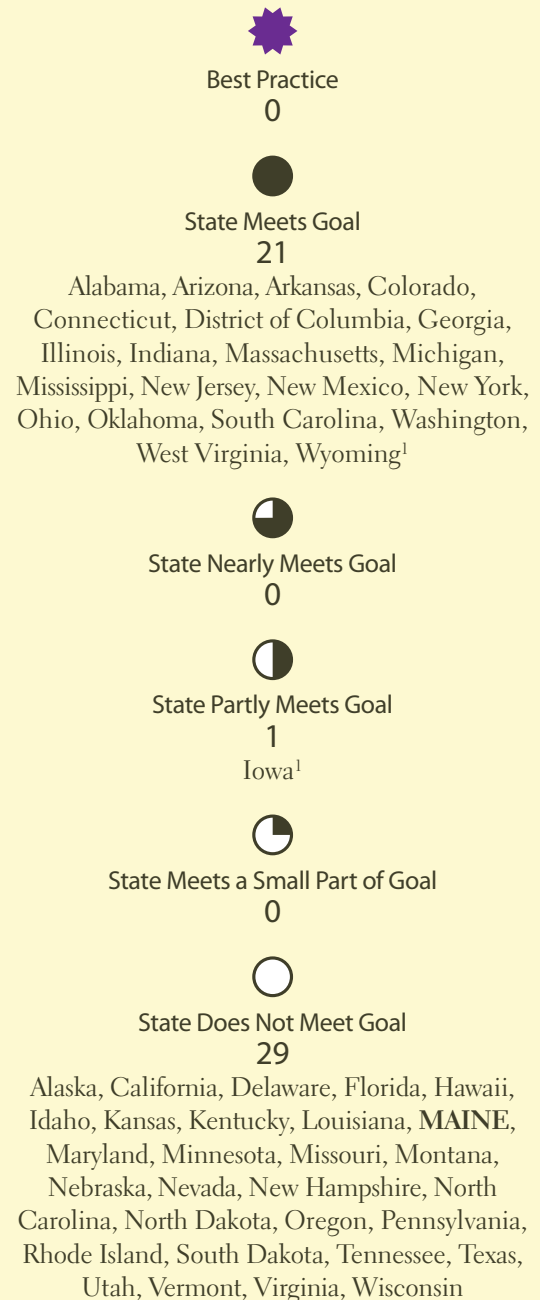 Best Practice
0
State Meets Goal
21
Alabama, Arizona, Arkansas, Colorado,
Connecticut, District of Columbia, Georgia,
Illinois, Indiana, Massachusetts, Michigan,
Mississippi, New Jersey, New Mexico, New York,
Ohio, Oklahoma, South Carolina, Washington,
West Virginia, Wyoming¹
State Nearly Meets Goal
0
State Partly Meets Goal
1
Iowa¹
State Meets a Small Part of Goal
0
State Does Not Meet Goal
29
Alaska, California, Delaware, Florida, Hawaii,
Idaho, Kansas, Kentucky, Louisiana, MAINE,
Maryland, Minnesota, Missouri, Montana,
Nebraska, Nevada, New Hampshire, North
Carolina, North Dakota, Oregon, Pennsylvania,
Rhode Island, South Dakota, Tennessee, Texas,
Utah, Vermont, Virginia, Wisconsin